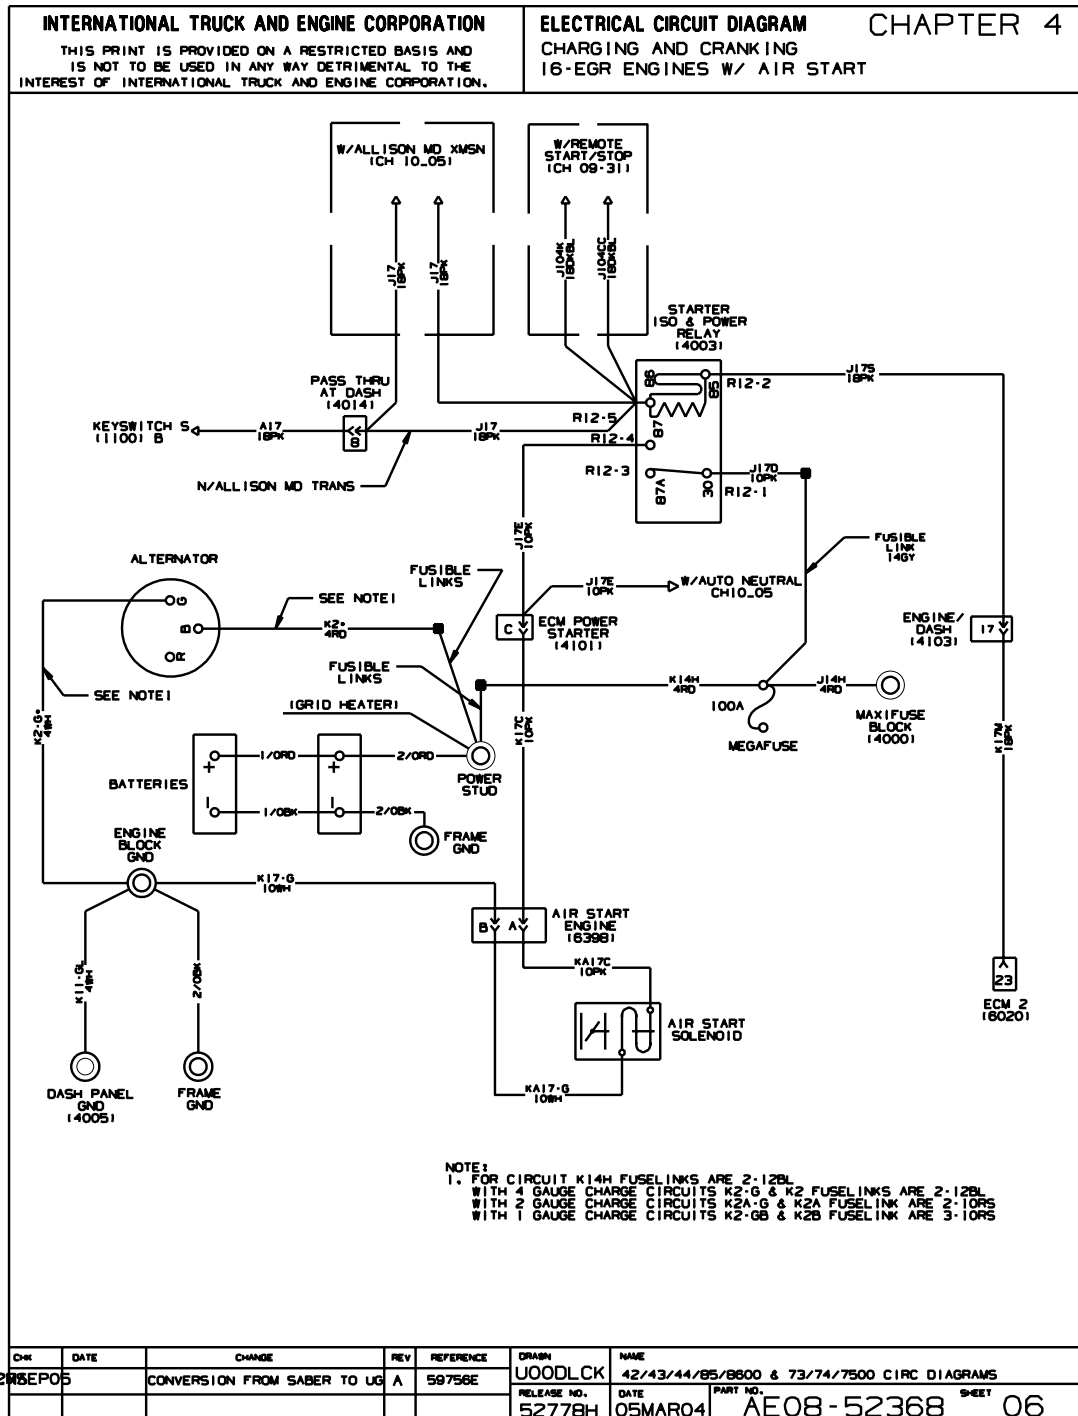 INTERNATIONAL TRUCK AND ENGINE CORPORATION
THIS PRINT IS PROVIDED ON A RESTRICTED BASIS AND
IS NOT TO BE USED IN ANY WAY DETRIMENTAL TO THE
INTEREST OF INTERNATIONAL TRUCK AND ENGINE CORPORATION.
ELECTRICAL CIRCUIT DIAGRAM
CHAPTER 4
CHARGING AND CRANKING
I6-EGR ENGINES W/ AIR START
W/ALLISON MD XMSN
(CH 10_05)
W/REMOTE
START/STOP
(CH 09-31)
J17
18PK
J17
18PK
J104K
18DKBL
J104CC
18DKBL
STARTER
ISO & POWER
RELAY
(4003)
86
85
R12-2
J17S
18PK
PASS THRU
AT DASH
(4014)
8
KEYSWITCH S
(1100) B
A17
18PK
J17
18PK
R12-5
87
R12-4
R12-3
87A
30
R12-1
J17D
10PK
N/ALLISON MD TRANS
J17E
10PK
FUSIBLE
LINK
14GY
ALTERNATOR
G
B
R
SEE NOTE1
K2*
4RD
FUSIBLE
LINKS
J17E
10PK
W/AUTO NEUTRAL
CH10_05
C
ECM POWER
STARTER
(4101)
ENGINE/
DASH
(4103)
17
SEE NOTE1
FUSIBLE
LINKS
K14H
4RD
J14H
4RD
100A
MEGAFUSE
MAXIFUSE
BLOCK
(4000)
K2-G*
4WH
(GRID HEATER)
K17C
10PK
K17M
18PK
BATTERIES
+
+
1/0RD
2/0RD
POWER
STUD
1/0BK
2/0BK
FRAME
GND
ENGINE
BLOCK
GND
K17-G
10WH
B
A
AIR START
ENGINE
(6398)
KA17C
10PK
K11-GL
4WH
2/0BK
23
ECM 2
(6020)
AIR START
SOLENOID
KA17-G
10WH
DASH PANEL
GND
(4005)
FRAME
GND
NOTE:
1. FOR CIRCUIT K14H FUSELINKS ARE 2-12BL
WITH 4 GAUGE CHARGE CIRCUITS K2-G & K2 FUSELINKS ARE 2-12BL
WITH 2 GAUGE CHARGE CIRCUITS K2A-G & K2A FUSELINK ARE 2-10RS
WITH 1 GAUGE CHARGE CIRCUITS K2-GB & K2B FUSELINK ARE 3-10RS
CHK
DATE
CHANGE
REV
REFERENCE
DRAWN
NAME
CONVERSION FROM SABER TO UG
A
59756E
UOODLCK
42/43/44/85/8600 & 73/74/7500 CIRC DIAGRAMS
RELEASE NO.
DATE
PART NO.
SHEET
52778H
05MAR04
AE08-52368
06